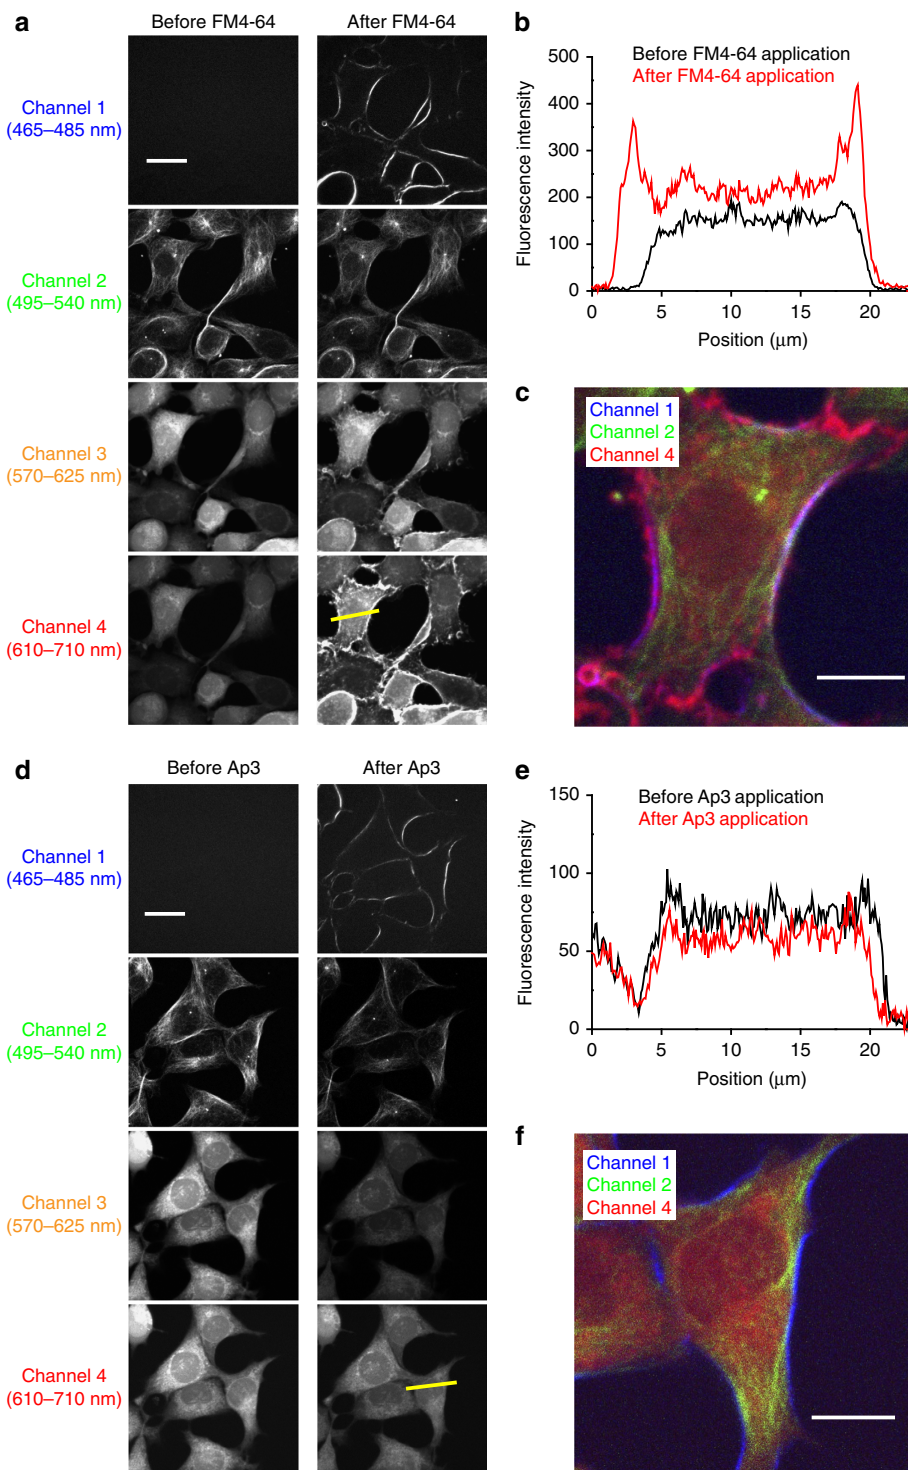 a
Before FM4-64
After FM4-64
Channel 1
(465–485 nm)
Channel 2
(495–540 nm)
Channel 3
(570–625 nm)
Channel 4
(610–710 nm)
b
Before FM4-64 application
After FM4-64 application
Fluorescence intensity
500
400
300
200
100
0
0 5 10 15 20
Position (μm)
c
Channel 1
Channel 2
Channel 4
d
Before Ap3
After Ap3
Channel 1
(465–485 nm)
Channel 2
(495–540 nm)
Channel 3
(570–625 nm)
Channel 4
(610–710 nm)
e
Before Ap3 application
After Ap3 application
Fluorescence intensity
150
100
50
0
0 5 10 15 20
Position (μm)
f
Channel 1
Channel 2
Channel 4